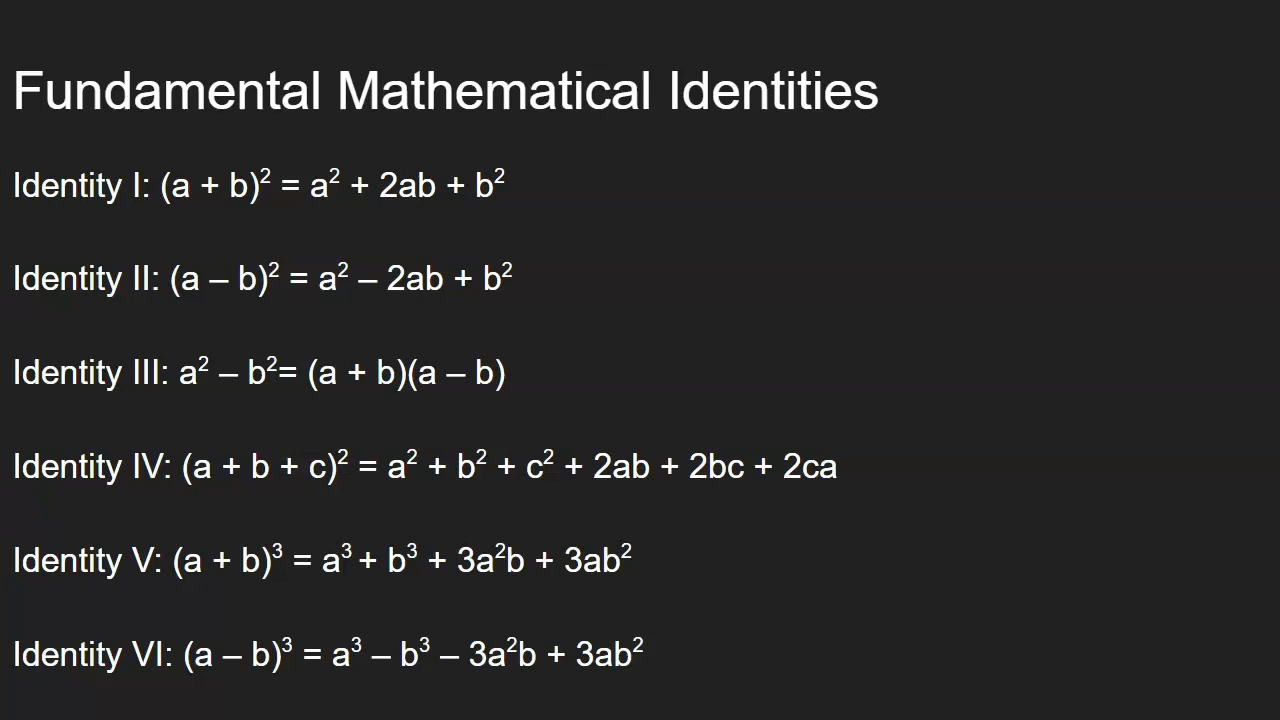 Fundamental Mathematical Identities
Identity I: (a + b)² = a² + 2ab + b²
Identity II: (a – b)² = a² – 2ab + b²
Identity III: a² – b²= (a + b)(a – b)
Identity IV: (a + b + c)² = a² + b² + c² + 2ab + 2bc + 2ca
Identity V: (a + b)³ = a³ + b³ + 3a²b + 3ab²
Identity VI: (a – b)³ = a³ – b³ – 3a²b + 3ab²